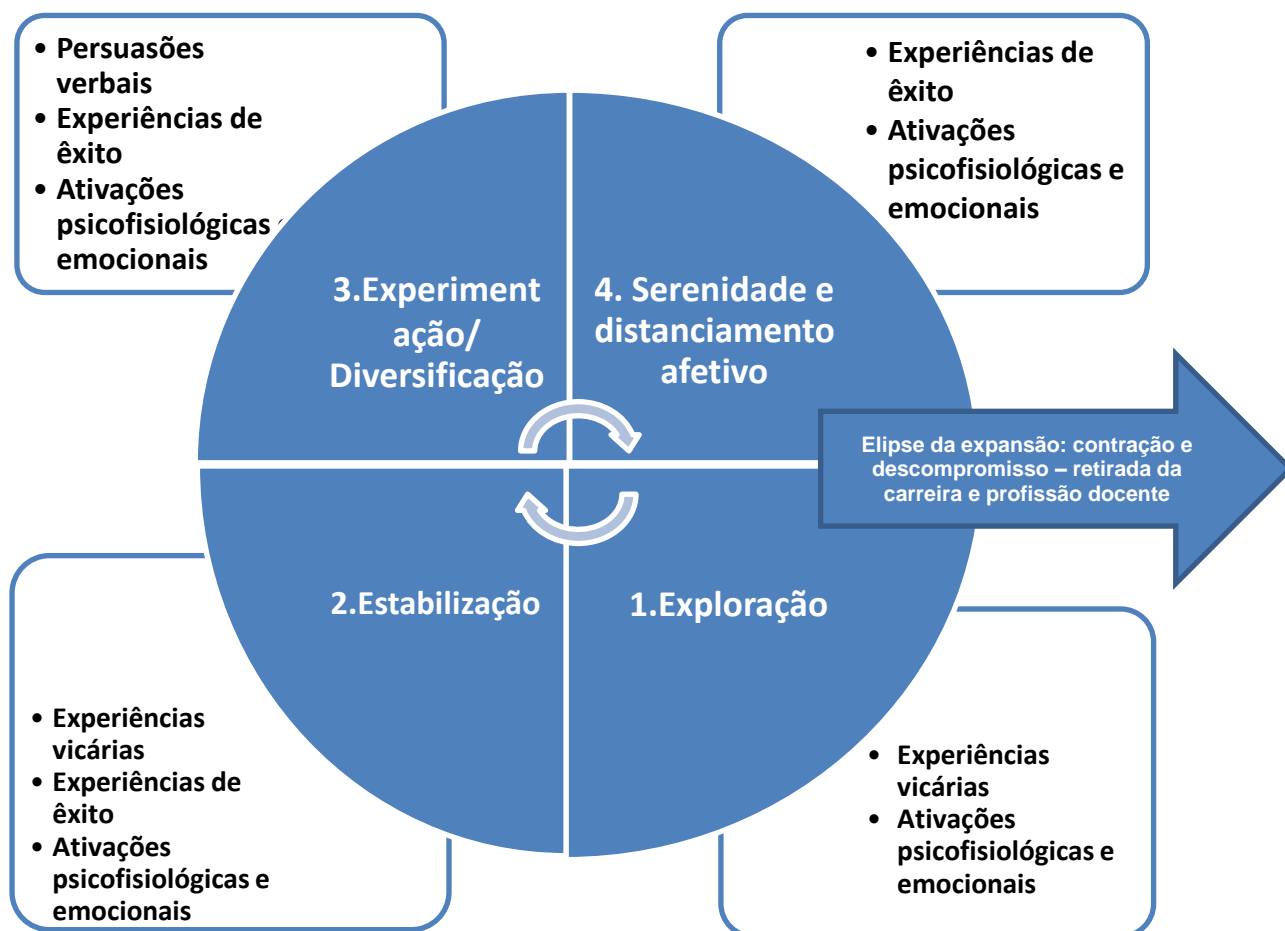 • Persuasões
verbais
• Experiências de
êxito
• Ativações
psicofisiológicas
emocionais
• Experiências de
êxito
• Ativações
psicofisiológicas e
emocionais
3.Experiment
ação/
Diversificação
4. Serenidade e
distanciamento
afetivo
Elipse da expansão: contração e
descompromisso – retirada da
carreira e profissão docente
2.Estabilização
1.Exploração
• Experiências
vicárias
• Experiências de
êxito
• Ativações
psicofisiológicas e
emocionais
• Experiências
vicárias
• Ativações
psicofisiológicas e
emocionais